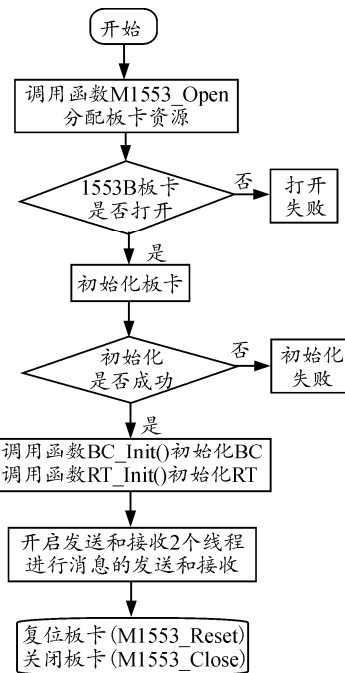 开始
调用函数M1553_Open
分配板卡资源
1553B板卡
是否打开
否
打开
失败
是
初始化板卡
初始化
是否成功
否
初始化
失败
是
调用函数BC_Init()初始化BC
调用函数RT_Init()初始化RT
开启发送和接收2个线程
进行消息的发送和接收
复位板卡(M1553_Reset)
关闭板卡(M1553_Close)